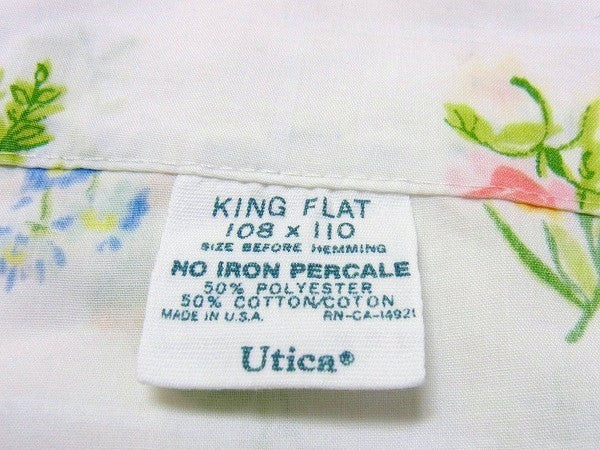 KING FLAT
108 x 110
SIZE BEFORE HEMMING
NO IRON PERCALE
50% POLYESTER
50% COTTON/COTON
MADE IN U.S.A. RN-CA-14921
Utica®